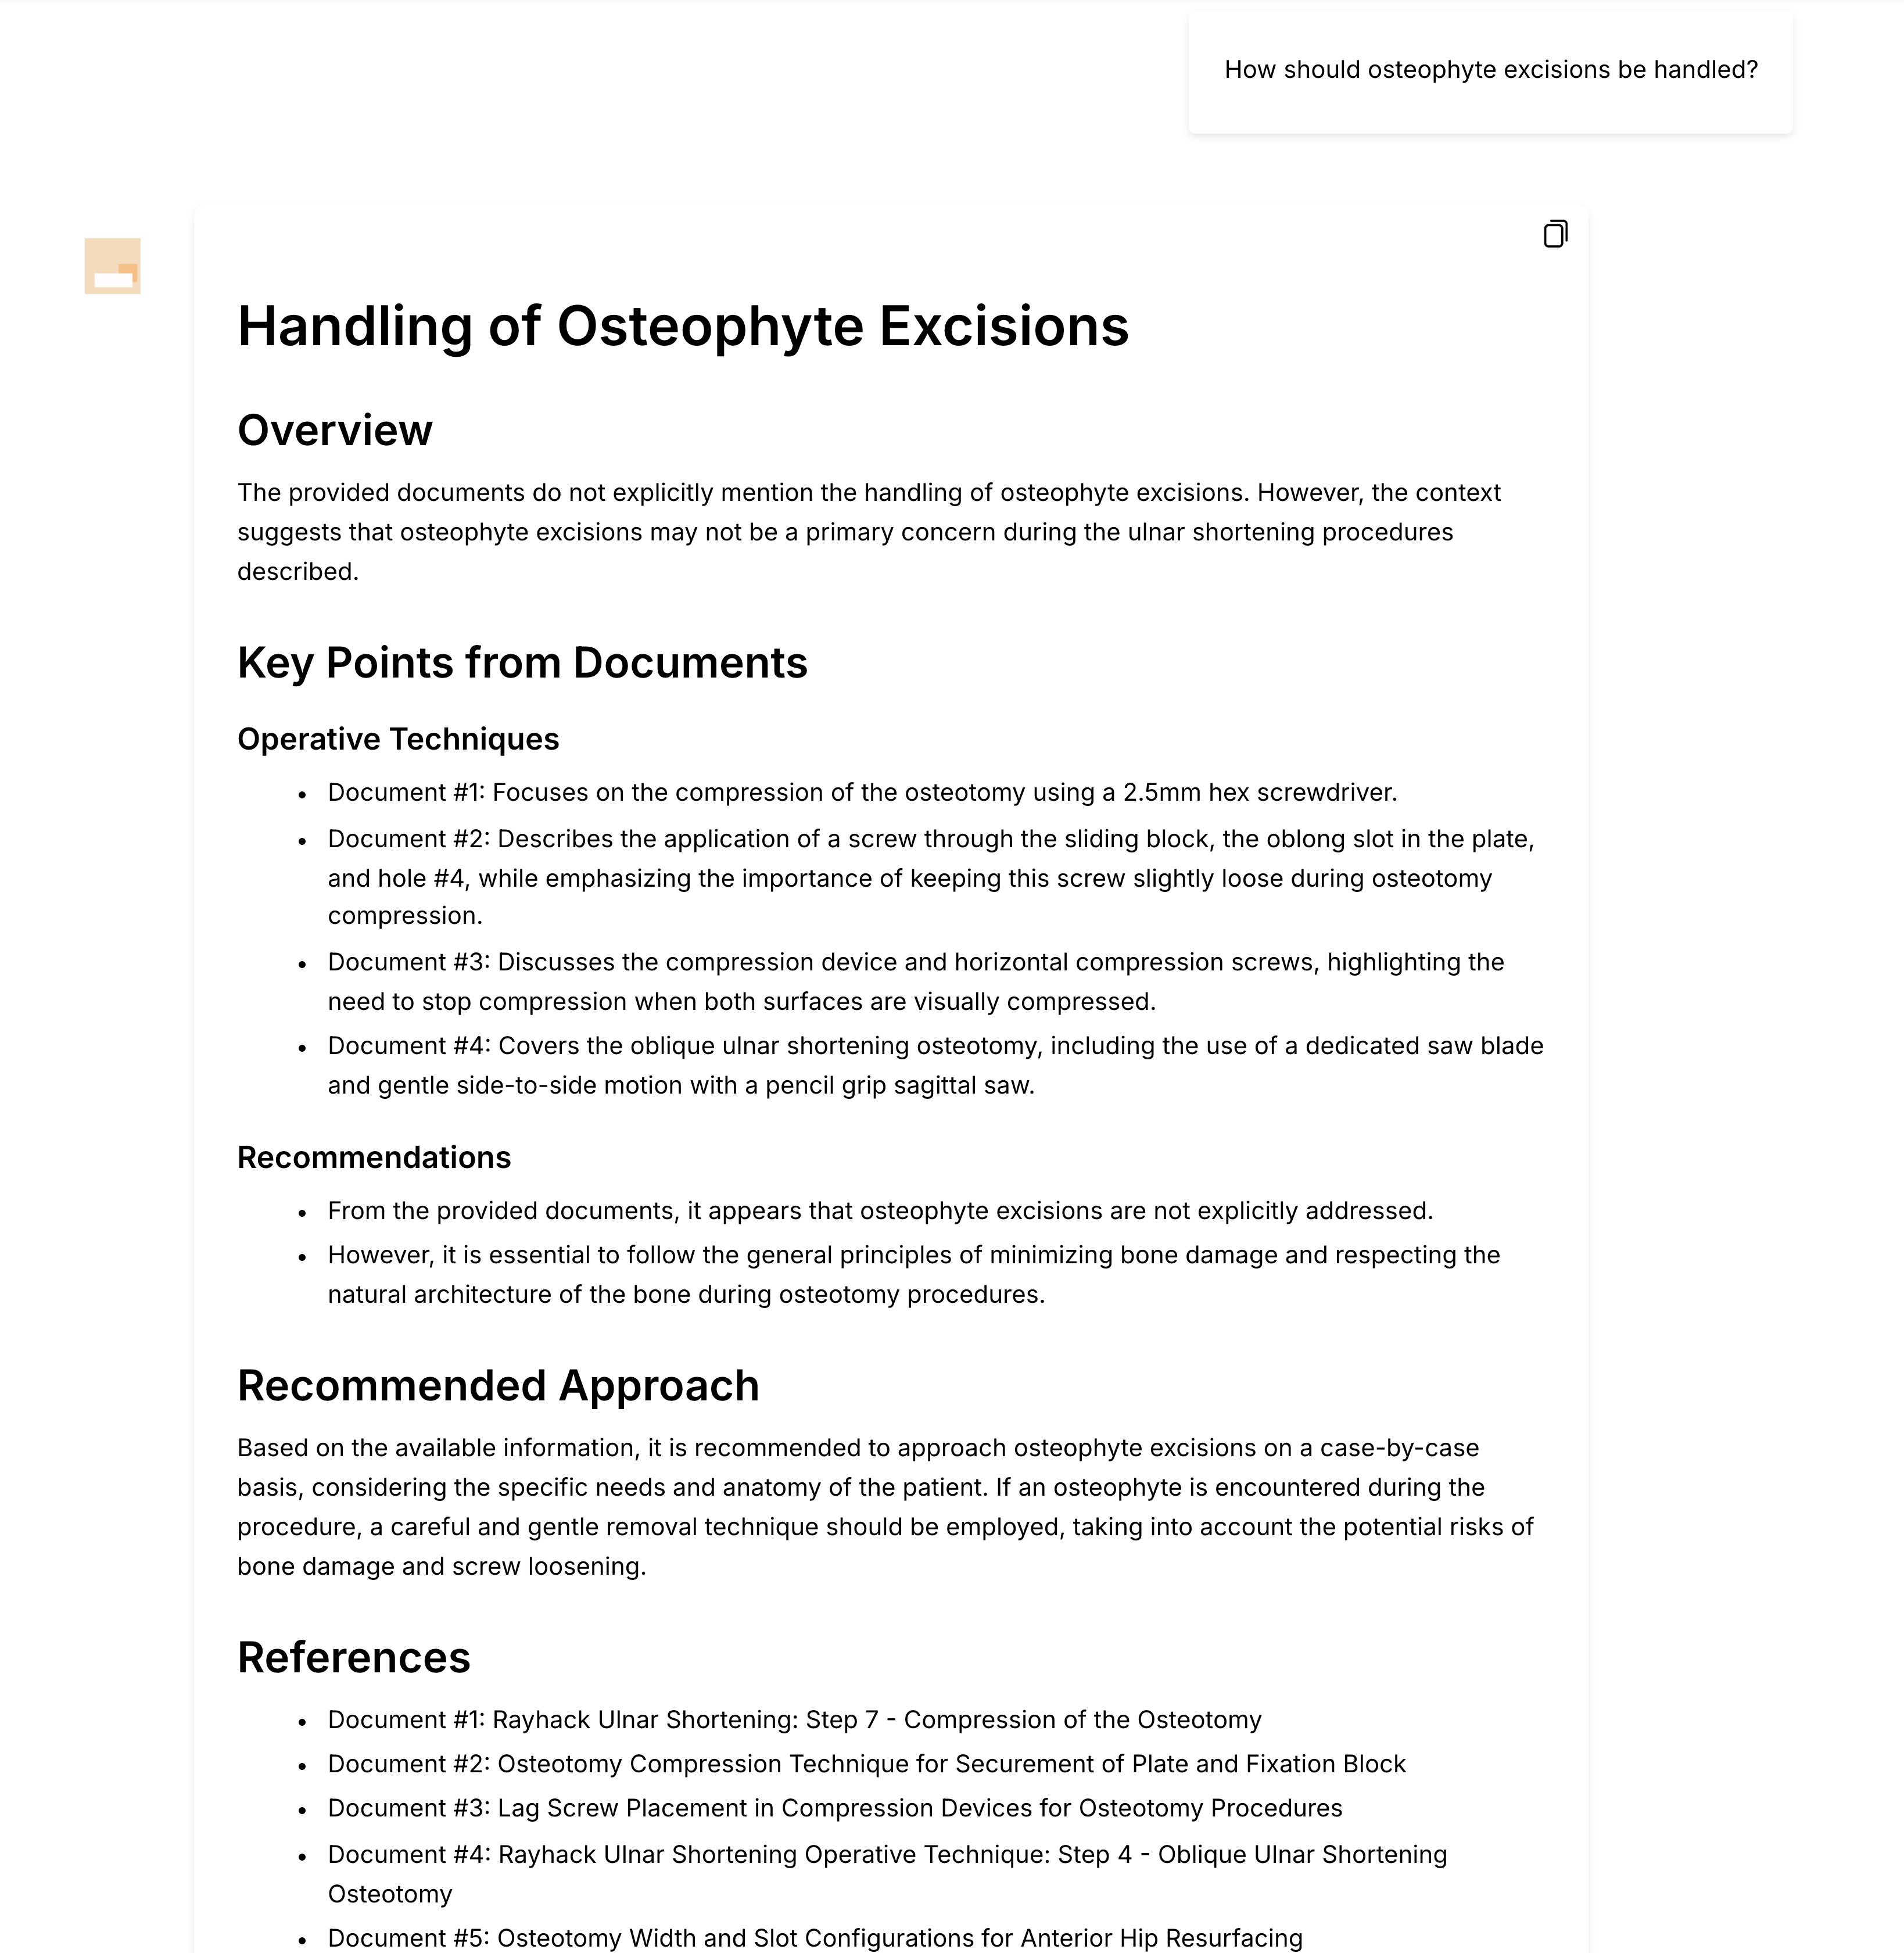 How should osteophyte excisions be handled?
Handling of Osteophyte Excisions
Overview
The provided documents do not explicitly mention the handling of osteophyte excisions. However, the context
suggests that osteophyte excisions may not be a primary concern during the ulnar shortening procedures
described.
Key Points from Documents
Operative Techniques
• Document #1: Focuses on the compression of the osteotomy using a 2.5mm hex screwdriver.
• Document #2: Describes the application of a screw through the sliding block, the oblong slot in the plate,
and hole #4, while emphasizing the importance of keeping this screw slightly loose during osteotomy
compression.
• Document #3: Discusses the compression device and horizontal compression screws, highlighting the
need to stop compression when both surfaces are visually compressed.
• Document #4: Covers the oblique ulnar shortening osteotomy, including the use of a dedicated saw blade
and gentle side-to-side motion with a pencil grip sagittal saw.
Recommendations
• From the provided documents, it appears that osteophyte excisions are not explicitly addressed.
• However, it is essential to follow the general principles of minimizing bone damage and respecting the
natural architecture of the bone during osteotomy procedures.
Recommended Approach
Based on the available information, it is recommended to approach osteophyte excisions on a case-by-case
basis, considering the specific needs and anatomy of the patient. If an osteophyte is encountered during the
procedure, a careful and gentle removal technique should be employed, taking into account the potential risks of
bone damage and screw loosening.
References
• Document #1: Rayhack Ulnar Shortening: Step 7 - Compression of the Osteotomy
• Document #2: Osteotomy Compression Technique for Securement of Plate and Fixation Block
• Document #3: Lag Screw Placement in Compression Devices for Osteotomy Procedures
• Document #4: Rayhack Ulnar Shortening Operative Technique: Step 4 - Oblique Ulnar Shortening
Osteotomy
• Document #5: Osteotomy Width and Slot Configurations for Anterior Hip Resurfacing